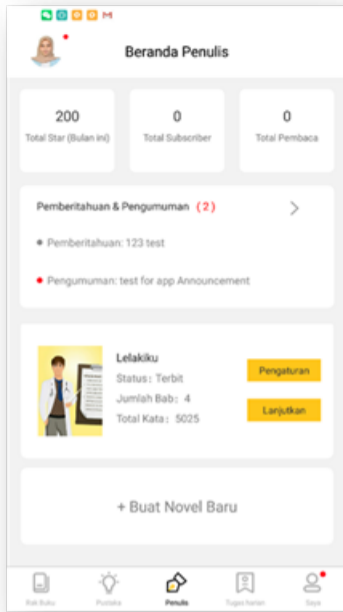 Beranda Penulis
200
Total Star (Bulan ini)
0
Total Subscriber
0
Total Pembaca
Pemberitahuan & Pengumuman (2)
Pemberitahuan: 123 test
Pengumuman: test for app Announcement
Lelakiku
Status: Terbit
Jumlah Bab: 4
Total Kata: 5025
Pengaturan
Lanjutkan
+ Buat Novel Baru
Rak Buku
Pustaka
Penulis
Tugas harian
Saya